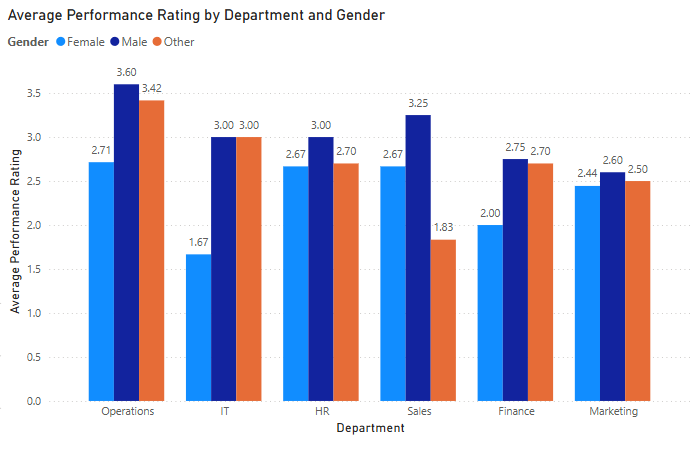 Average Performance Rating by Department and Gender
Gender Female Male Other
Average Performance Rating
3.5
3.0
2.5
2.0
1.5
1.0
0.5
0.0
2.71 3.60 3.42
1.67 3.00 3.00
2.67 3.00 2.70
2.67 3.25 1.83
2.00 2.75 2.70
2.44 2.60 2.50
Operations IT HR Sales Finance Marketing
Department